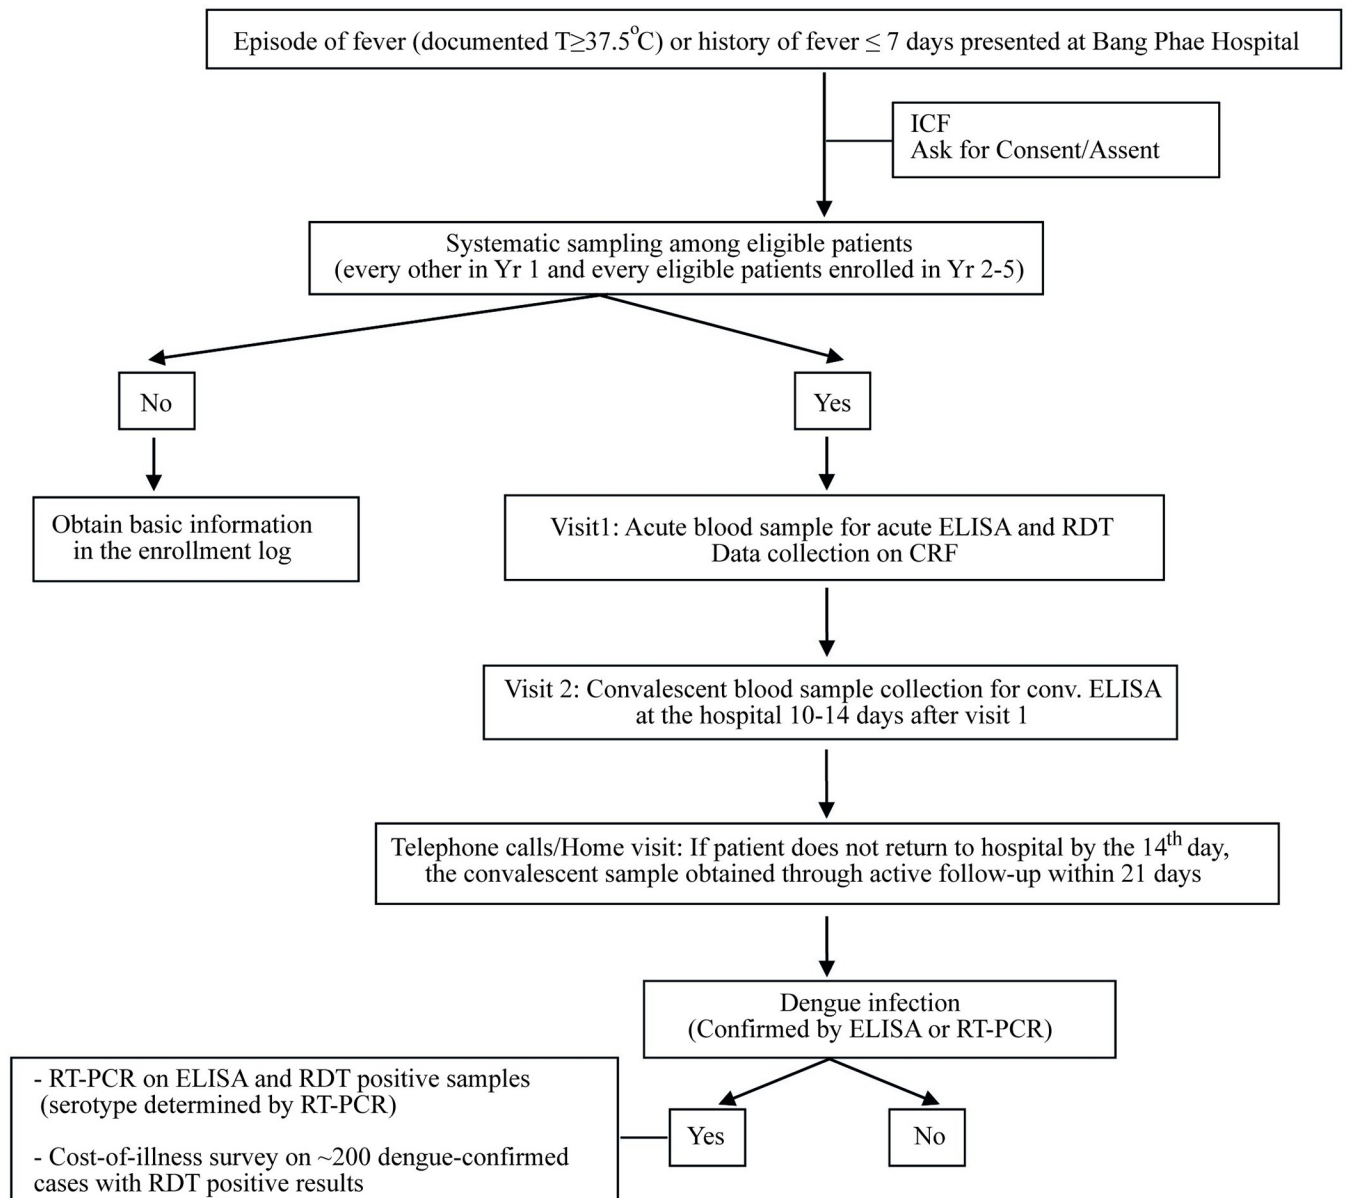 Episode of fever (documented T≥37.5°C) or history of fever ≤ 7 days presented at Bang Phae Hospital
ICF
Ask for Consent/Assent
Systematic sampling among eligible patients
(every other in Yr 1 and every eligible patients enrolled in Yr 2-5)
No
Yes
Obtain basic information
in the enrollment log
Visit1: Acute blood sample for acute ELISA and RDT
Data collection on CRF
Visit 2: Convalescent blood sample collection for conv. ELISA
at the hospital 10-14 days after visit 1
Telephone calls/Home visit: If patient does not return to hospital by the 14th day,
the convalescent sample obtained through active follow-up within 21 days
Dengue infection
(Confirmed by ELISA or RT-PCR)
- RT-PCR on ELISA and RDT positive samples
(serotype determined by RT-PCR)
- Cost-of-illness survey on ~200 dengue-confirmed
cases with RDT positive results
Yes
No